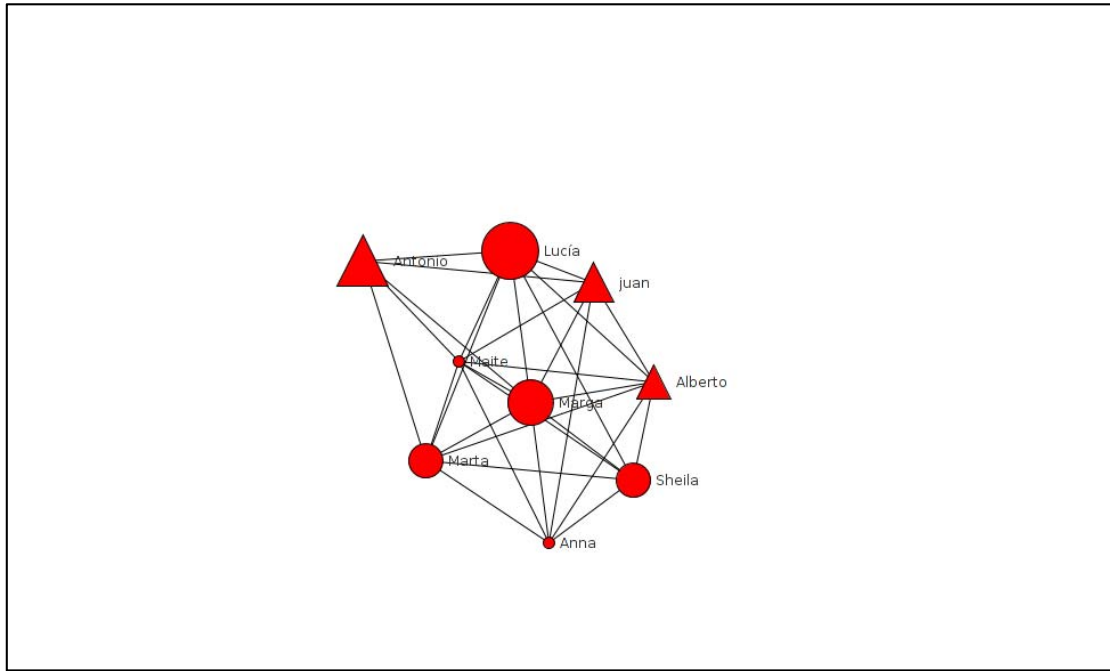 Lucía
Antonio
juan
Maite
Alberto
Marga
Marta
Sheila
Anna